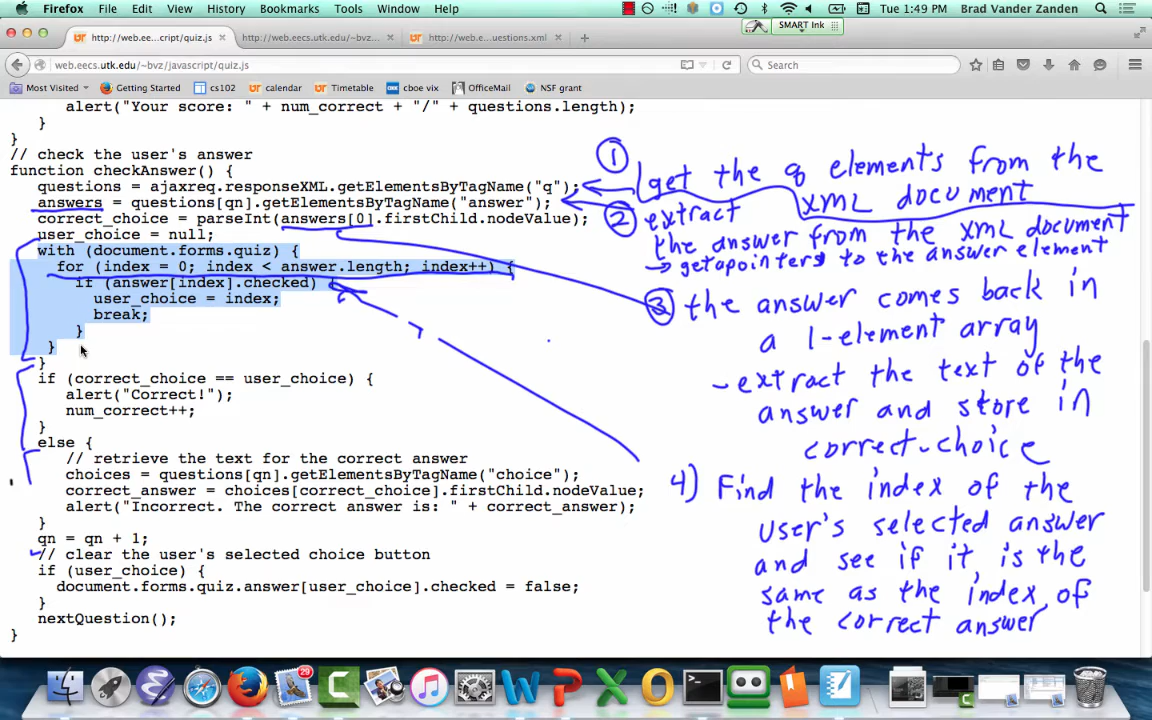 Firefox File Edit View History Bookmarks Tools Window Help Tue 1:49 PM Brad Vander Zanden
SMART Ink
http://web.ee...cript/quiz.js http://web.eecs.utk.edu/~bvz/... http://web.e...uestions.xml
web.eecs.utk.edu/~bvz/javascript/quiz.js Search
Most Visited Getting Started cs102 calendar Timetable cboe vix OfficeMail NSF grant
alert("Your score: " + num_correct + "/" + questions.length);
}
}
// check the user's answer
function checkAnswer() {
questions = ajaxreq.responseXML.getElementsByTagName("q");
answers = questions[qn].getElementsByTagName("answer");
correct_choice = parseInt(answers[0].firstChild.nodeValue);
user_choice = null;
with (document.forms.quiz) {
for (index = 0; index < answer.length; index++) {
if (answer[index].checked) {
user_choice = index;
break;
}
}
}
if (correct_choice == user_choice) {
alert("Correct!");
num_correct++;
}
else {
// retrieve the text for the correct answer
choices = questions[qn].getElementsByTagName("choice");
correct_answer = choices[correct_choice].firstChild.nodeValue;
alert("Incorrect. The correct answer is: " + correct_answer);
}
qn = qn + 1;
// clear the user's selected choice button
if (user_choice) {
document.forms.quiz.answer[user_choice].checked = false;
}
nextQuestion();
}
1 get the q elements from the
XML document
2 extract
the answer from the XML document
→ get a pointers to the answer element
3 the answer comes back in
a 1-element array
- extract the text of the
answer and store in
correct-choice
4) Find the index of the
user's selected answer
and see if it is the
same as the index of
the correct answer
29